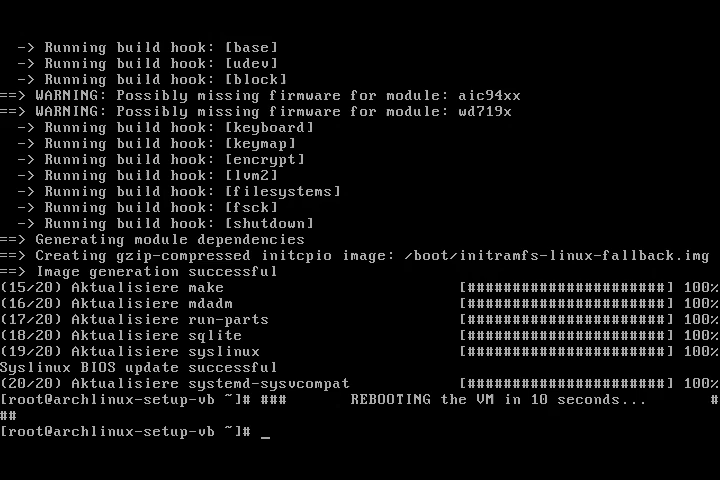 -> Running build hook: [base]
-> Running build hook: [udev]
-> Running build hook: [block]
==> WARNING: Possibly missing firmware for module: aic94xx
==> WARNING: Possibly missing firmware for module: wd719x
-> Running build hook: [keyboard]
-> Running build hook: [keymap]
-> Running build hook: [encrypt]
-> Running build hook: [lvm2]
-> Running build hook: [filesystems]
-> Running build hook: [fsck]
-> Running build hook: [shutdown]
==> Generating module dependencies
==> Creating gzip-compressed initcpio image: /boot/initramfs-linux-fallback.img
==> Image generation successful
(15/20) Aktualisiere make [######################] 100%
(16/20) Aktualisiere mdadm [######################] 100%
(17/20) Aktualisiere run-parts [######################] 100%
(18/20) Aktualisiere sqlite [######################] 100%
(19/20) Aktualisiere syslinux [######################] 100%
Syslinux BIOS update successful
(20/20) Aktualisiere systemd-sysvcompat [######################] 100%
[root@archlinux-setup-vb ~]# ### REBOOTING the VM in 10 seconds... #
##
[root@archlinux-setup-vb ~]# _